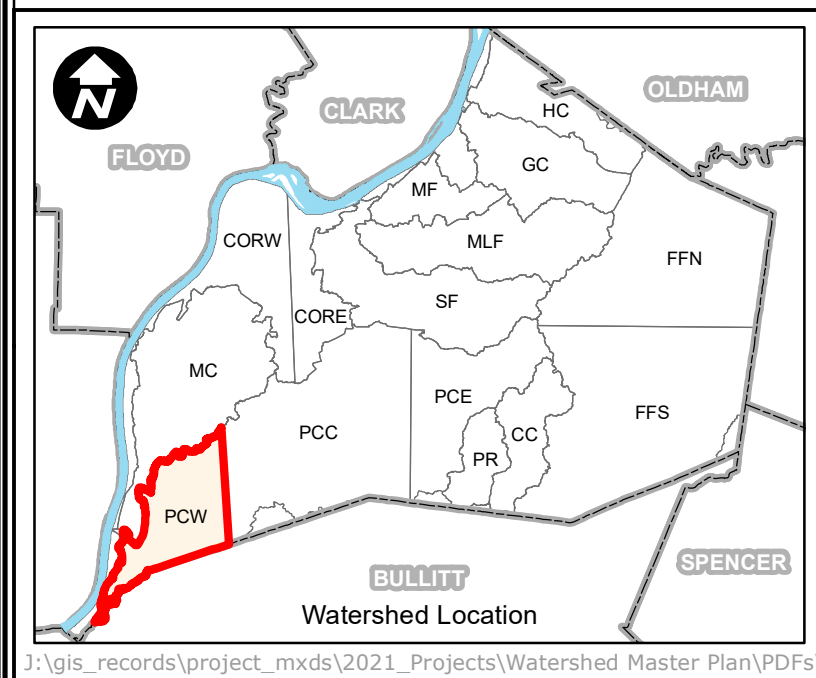 N
OLDHAM
CLARK
HC
FLOYD
GC
MF
CORW
MLF
FFN
SF
CORE
MC
PCE
FFS
PCC
CC
PR
PCW
SPENCER
BULLITT
Watershed Location
J:\gis_records\project_mxds\2021_Projects\Watershed Master Plan\PDFs\